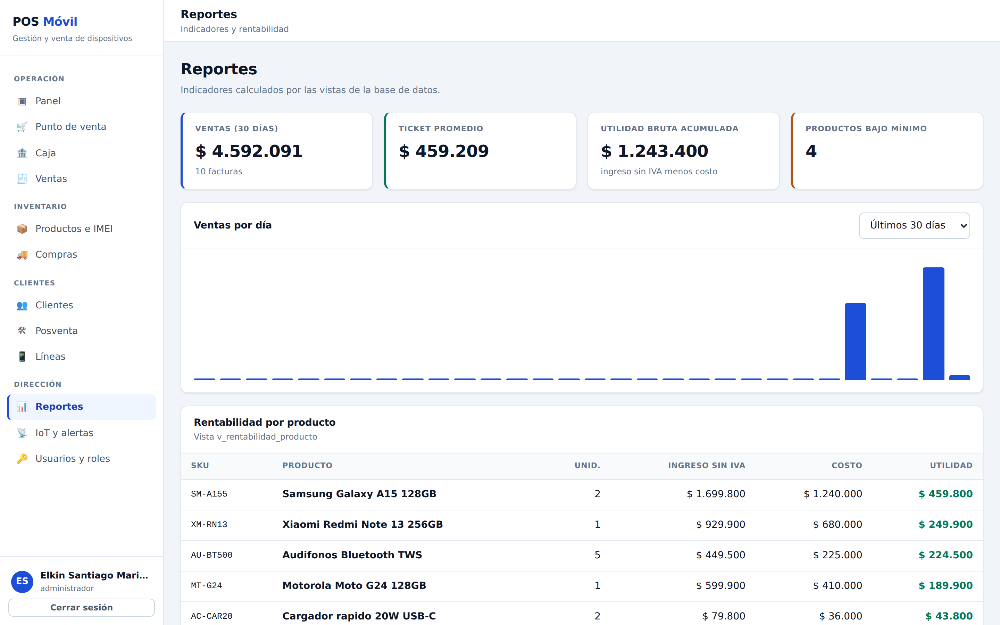 POS Móvil
Gestión y venta de dispositivos
OPERACIÓN
Panel
Punto de venta
Caja
Ventas
INVENTARIO
Productos e IMEI
Compras
CLIENTES
Clientes
Posventa
Líneas
DIRECCIÓN
Reportes
IoT y alertas
Usuarios y roles
ES
Elkin Santiago Mari...
administrador
Cerrar sesión
Reportes
Indicadores y rentabilidad
Reportes
Indicadores calculados por las vistas de la base de datos.
VENTAS (30 DÍAS)
$ 4.592.091
10 facturas
TICKET PROMEDIO
$ 459.209
UTILIDAD BRUTA ACUMULADA
$ 1.243.400
ingreso sin IVA menos costo
PRODUCTOS BAJO MÍNIMO
4
Ventas por día
Últimos 30 días
Rentabilidad por producto
Vista v_rentabilidad_producto
SKU PRODUCTO UNID. INGRESO SIN IVA COSTO UTILIDAD
SM-A155 Samsung Galaxy A15 128GB 2 $ 1.699.800 $ 1.240.000 $ 459.800
XM-RN13 Xiaomi Redmi Note 13 256GB 1 $ 929.900 $ 680.000 $ 249.900
AU-BT500 Audifonos Bluetooth TWS 5 $ 449.500 $ 225.000 $ 224.500
MT-G24 Motorola Moto G24 128GB 1 $ 599.900 $ 410.000 $ 189.900
AC-CAR20 Cargador rapido 20W USB-C 2 $ 79.800 $ 36.000 $ 43.800